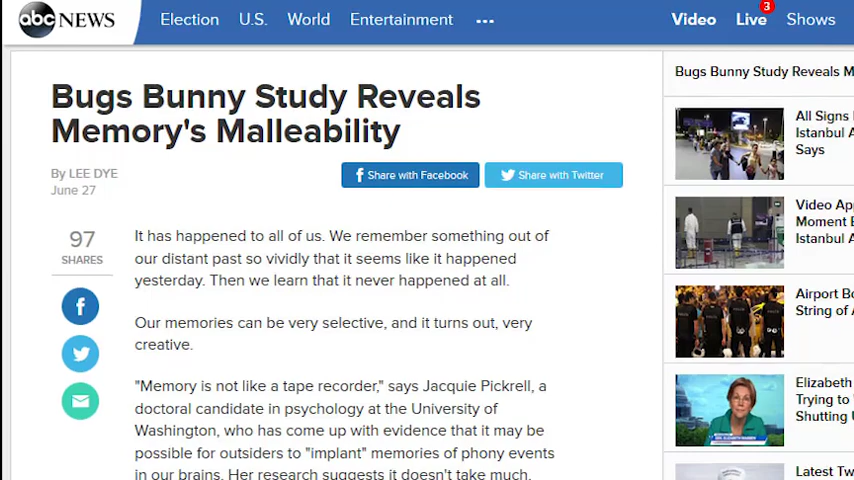 abc NEWS
Election U.S. World Entertainment ...
Video Live 3 Shows
Bugs Bunny Study Reveals
Memory's Malleability
By LEE DYE
June 27
f Share with Facebook
Share with Twitter
97
SHARES
It has happened to all of us. We remember something out of
our distant past so vividly that it seems like it happened
yesterday. Then we learn that it never happened at all.
Our memories can be very selective, and it turns out, very
creative.
"Memory is not like a tape recorder," says Jacquie Pickrell, a
doctoral candidate in psychology at the University of
Washington, who has come up with evidence that it may be
possible for outsiders to "implant" memories of phony events
in our brains. Her research suggests it doesn't take much.
Bugs Bunny Study Reveals M
All Signs
Istanbul A
Says
Video Ap
Moment E
Istanbul A
Airport Bo
String of A
Elizabeth
Trying to
Shutting U
Latest Tw